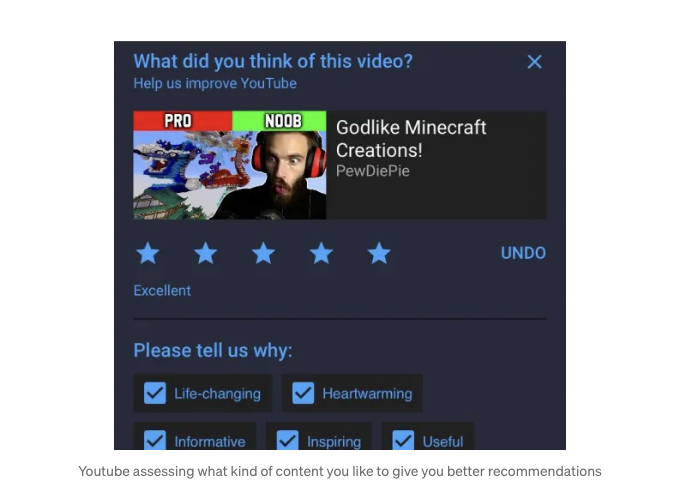 What did you think of this video?
Help us improve YouTube
PRO
NOOB
Godlike Minecraft
Creations!
PewDiePie
UNDO
Excellent
Please tell us why:
Life-changing
Heartwarming
Informative
Inspiring
Useful
Youtube assessing what kind of content you like to give you better recommendations